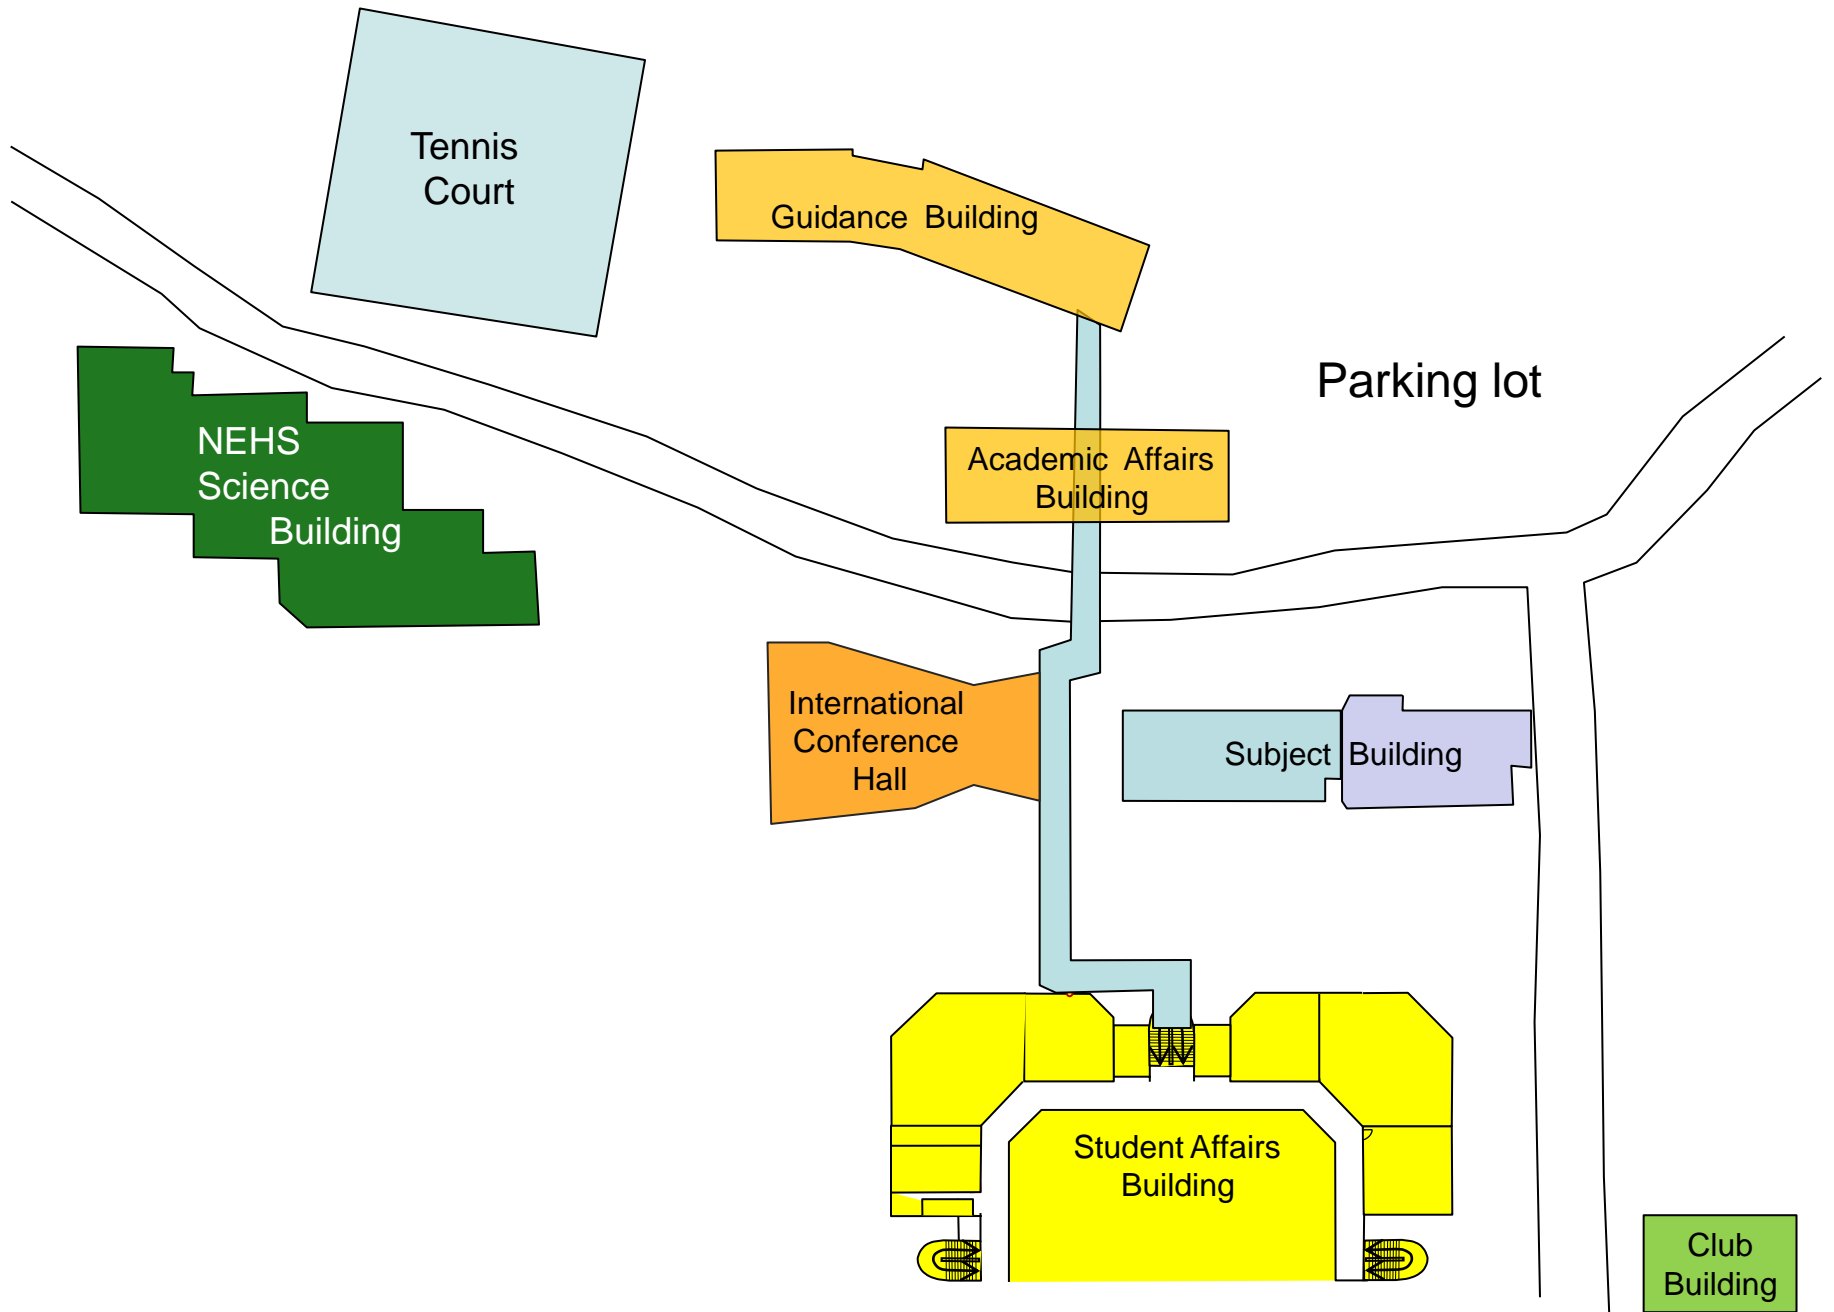 Tennis
Court
Guidance Building
Parking lot
Academic Affairs
Building
NEHS
Science
Building
International
Conference
Hall
Subject Building
Student Affairs
Building
Club
Building